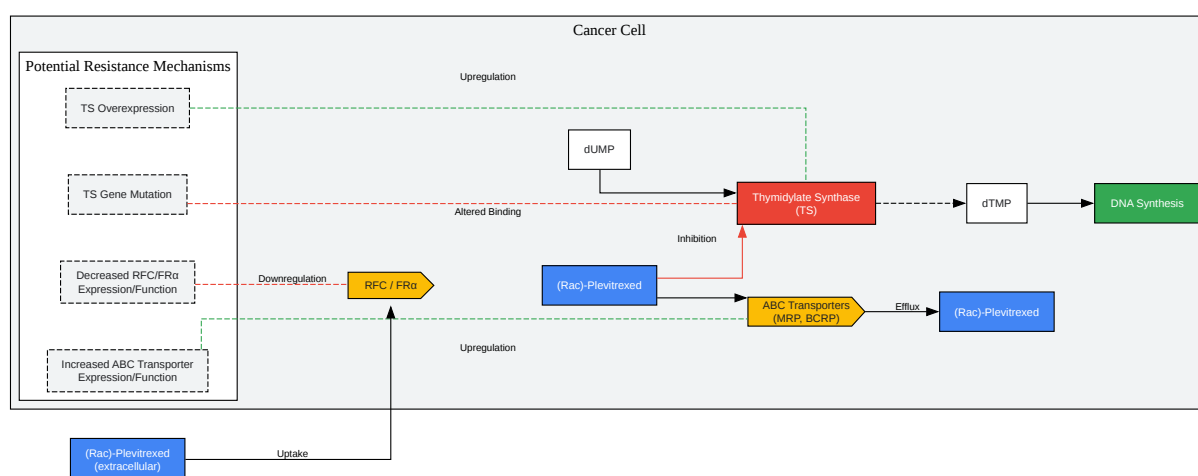 Cancer Cell
Potential Resistance Mechanisms
Upregulation
TS Overexpression
dUMP
TS Gene Mutation
Altered Binding
Thymidylate Synthase
(TS)
dTMP
DNA Synthesis
Inhibition
Decreased RFC/FRα
Expression/Function
Downregulation
RFC / FRα
(Rac)-Plevitrexed
ABC Transporters
(MRP, BCRP)
Efflux
(Rac)-Plevitrexed
Upregulation
Increased ABC Transporter
Expression/Function
(Rac)-Plevitrexed
(extracellular)
Uptake